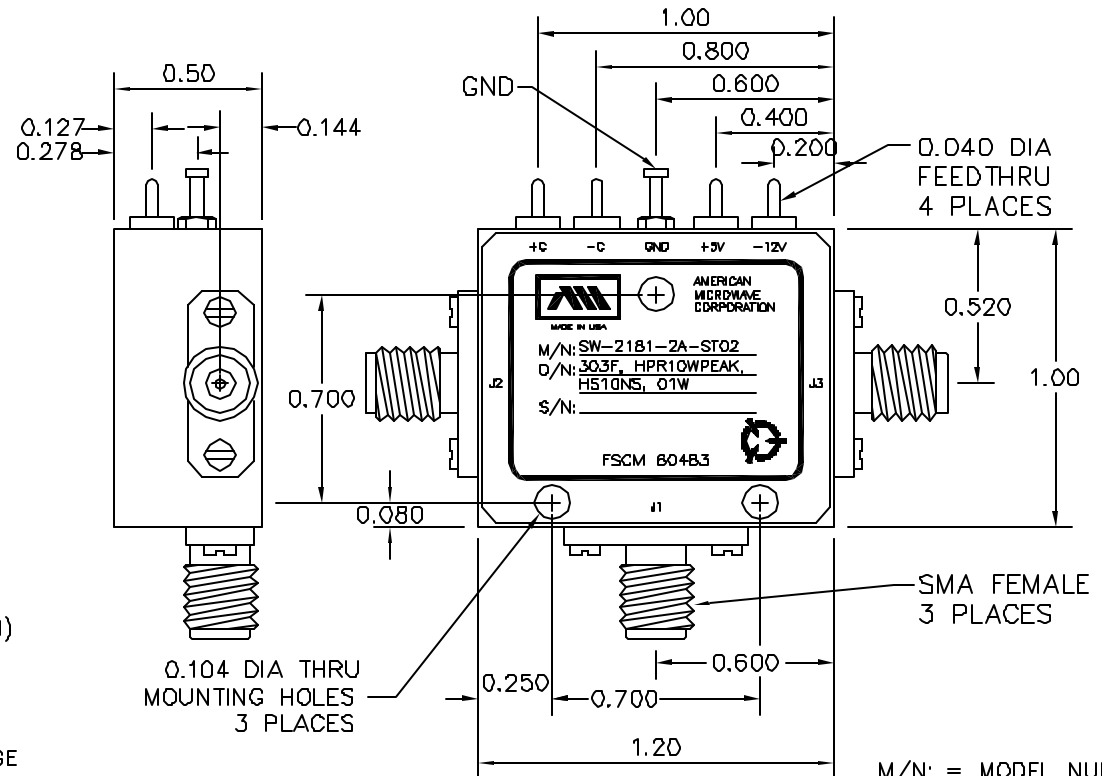 1.00
0.800
0.600
0.400
0.200
0.50
0.127
0.144
0.278
GND
0.040 DIA
FEEDTHRU
4 PLACES
+C -C GND +5V -12V
AMERICAN
MICROWAVE
CORPORATION
MADE IN USA
M/N: SW-2181-2A-ST02
O/N: 303F, HPR10WPEAK,
HS10NS, 01W
S/N:
FSCM 60483
J2
J3
J1
0.520
1.00
0.700
0.080
SMA FEMALE
3 PLACES
0.104 DIA THRU
MOUNTING HOLES
3 PLACES
0.250
0.600
0.700
1.20
M/N: = MODEL